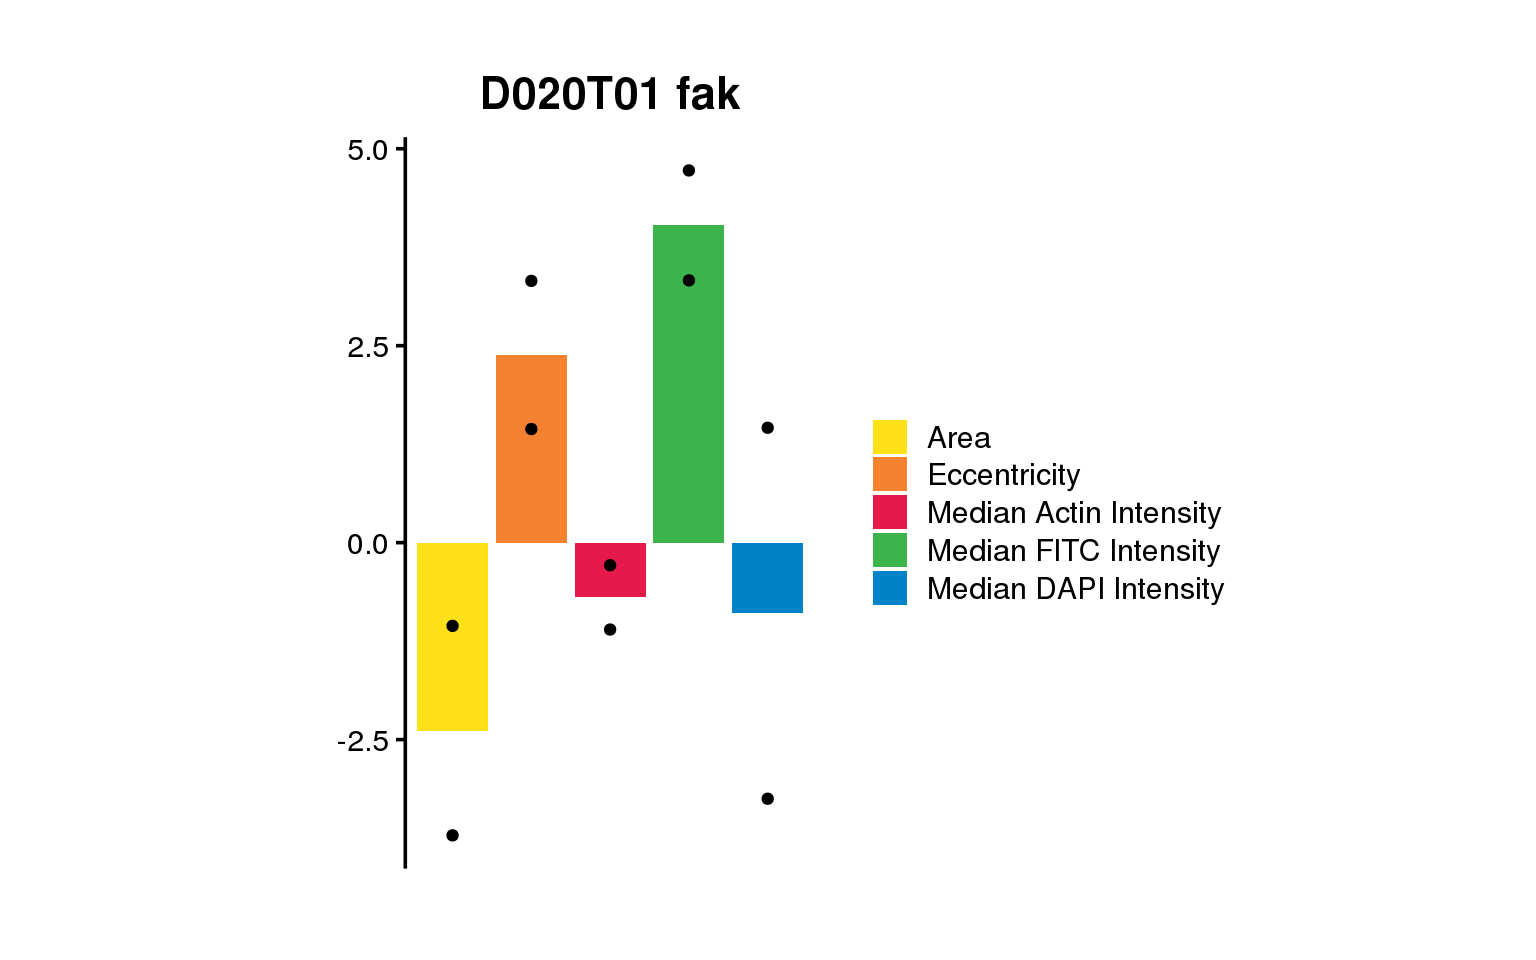 D020T01 fak
5.0
2.5
0.0
-2.5
Area
Eccentricity
Median Actin Intensity
Median FITC Intensity
Median DAPI Intensity